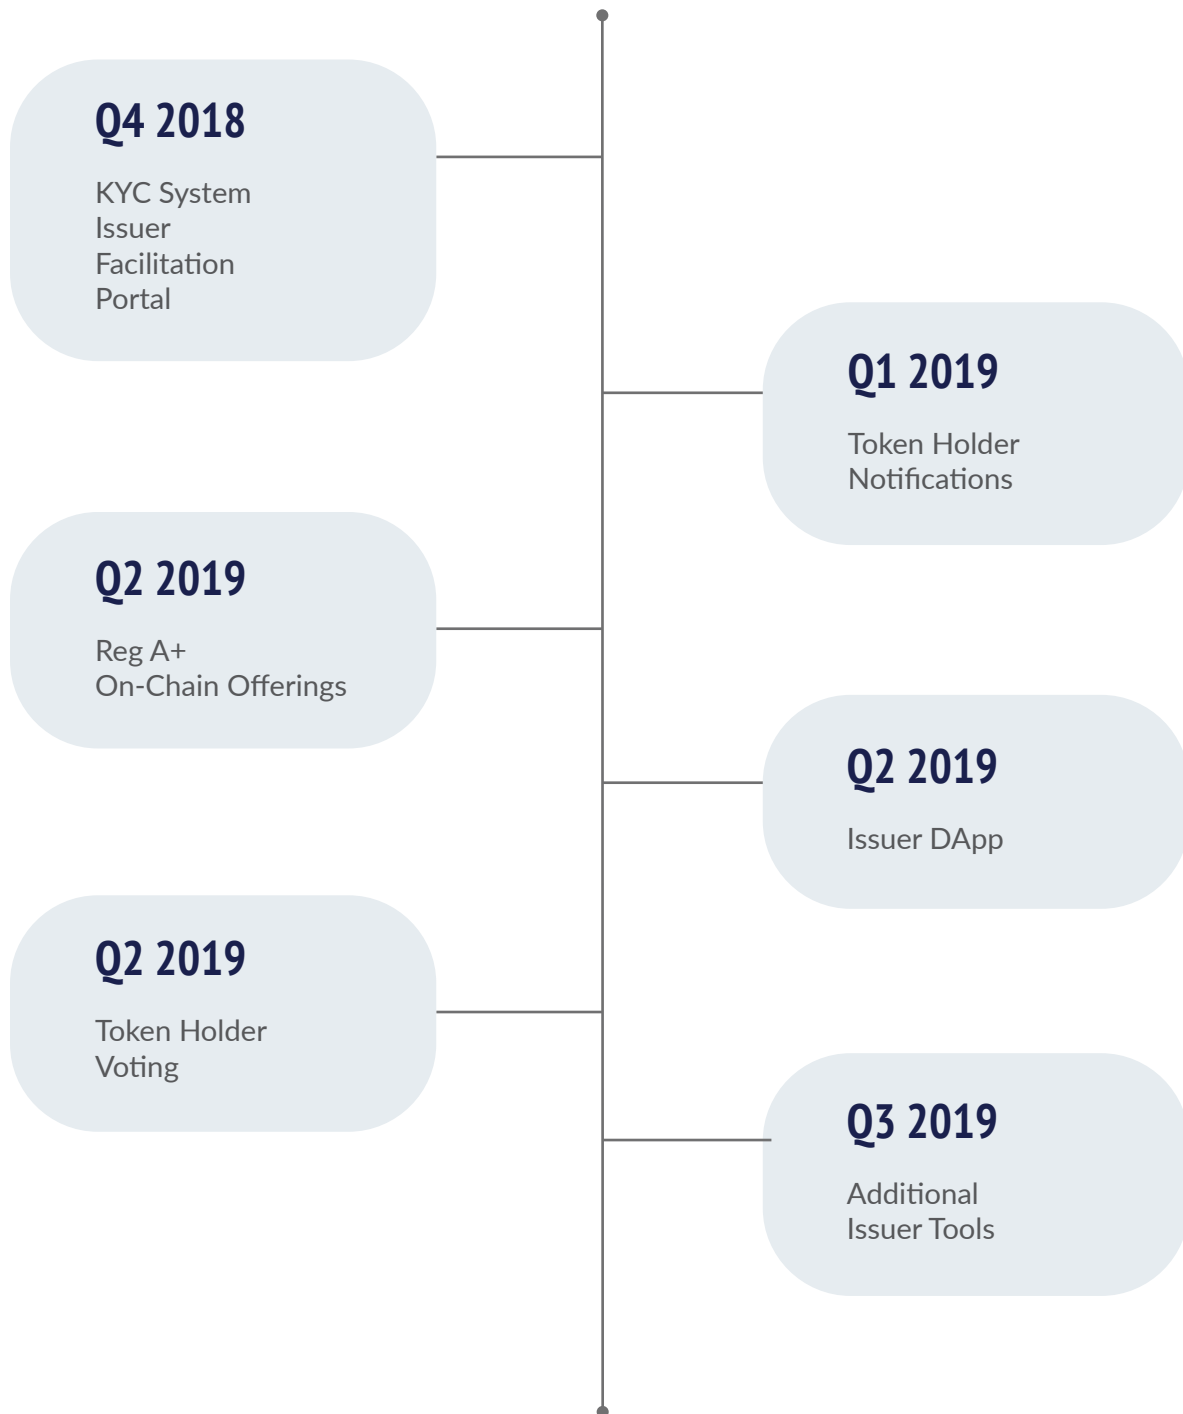 Q4 2018
KYC System
Issuer
Facilitation
Portal
Q1 2019
Token Holder
Notifications
Q2 2019
Reg A+
On-Chain Offerings
Q2 2019
Issuer DApp
Q2 2019
Token Holder
Voting
Q3 2019
Additional
Issuer Tools